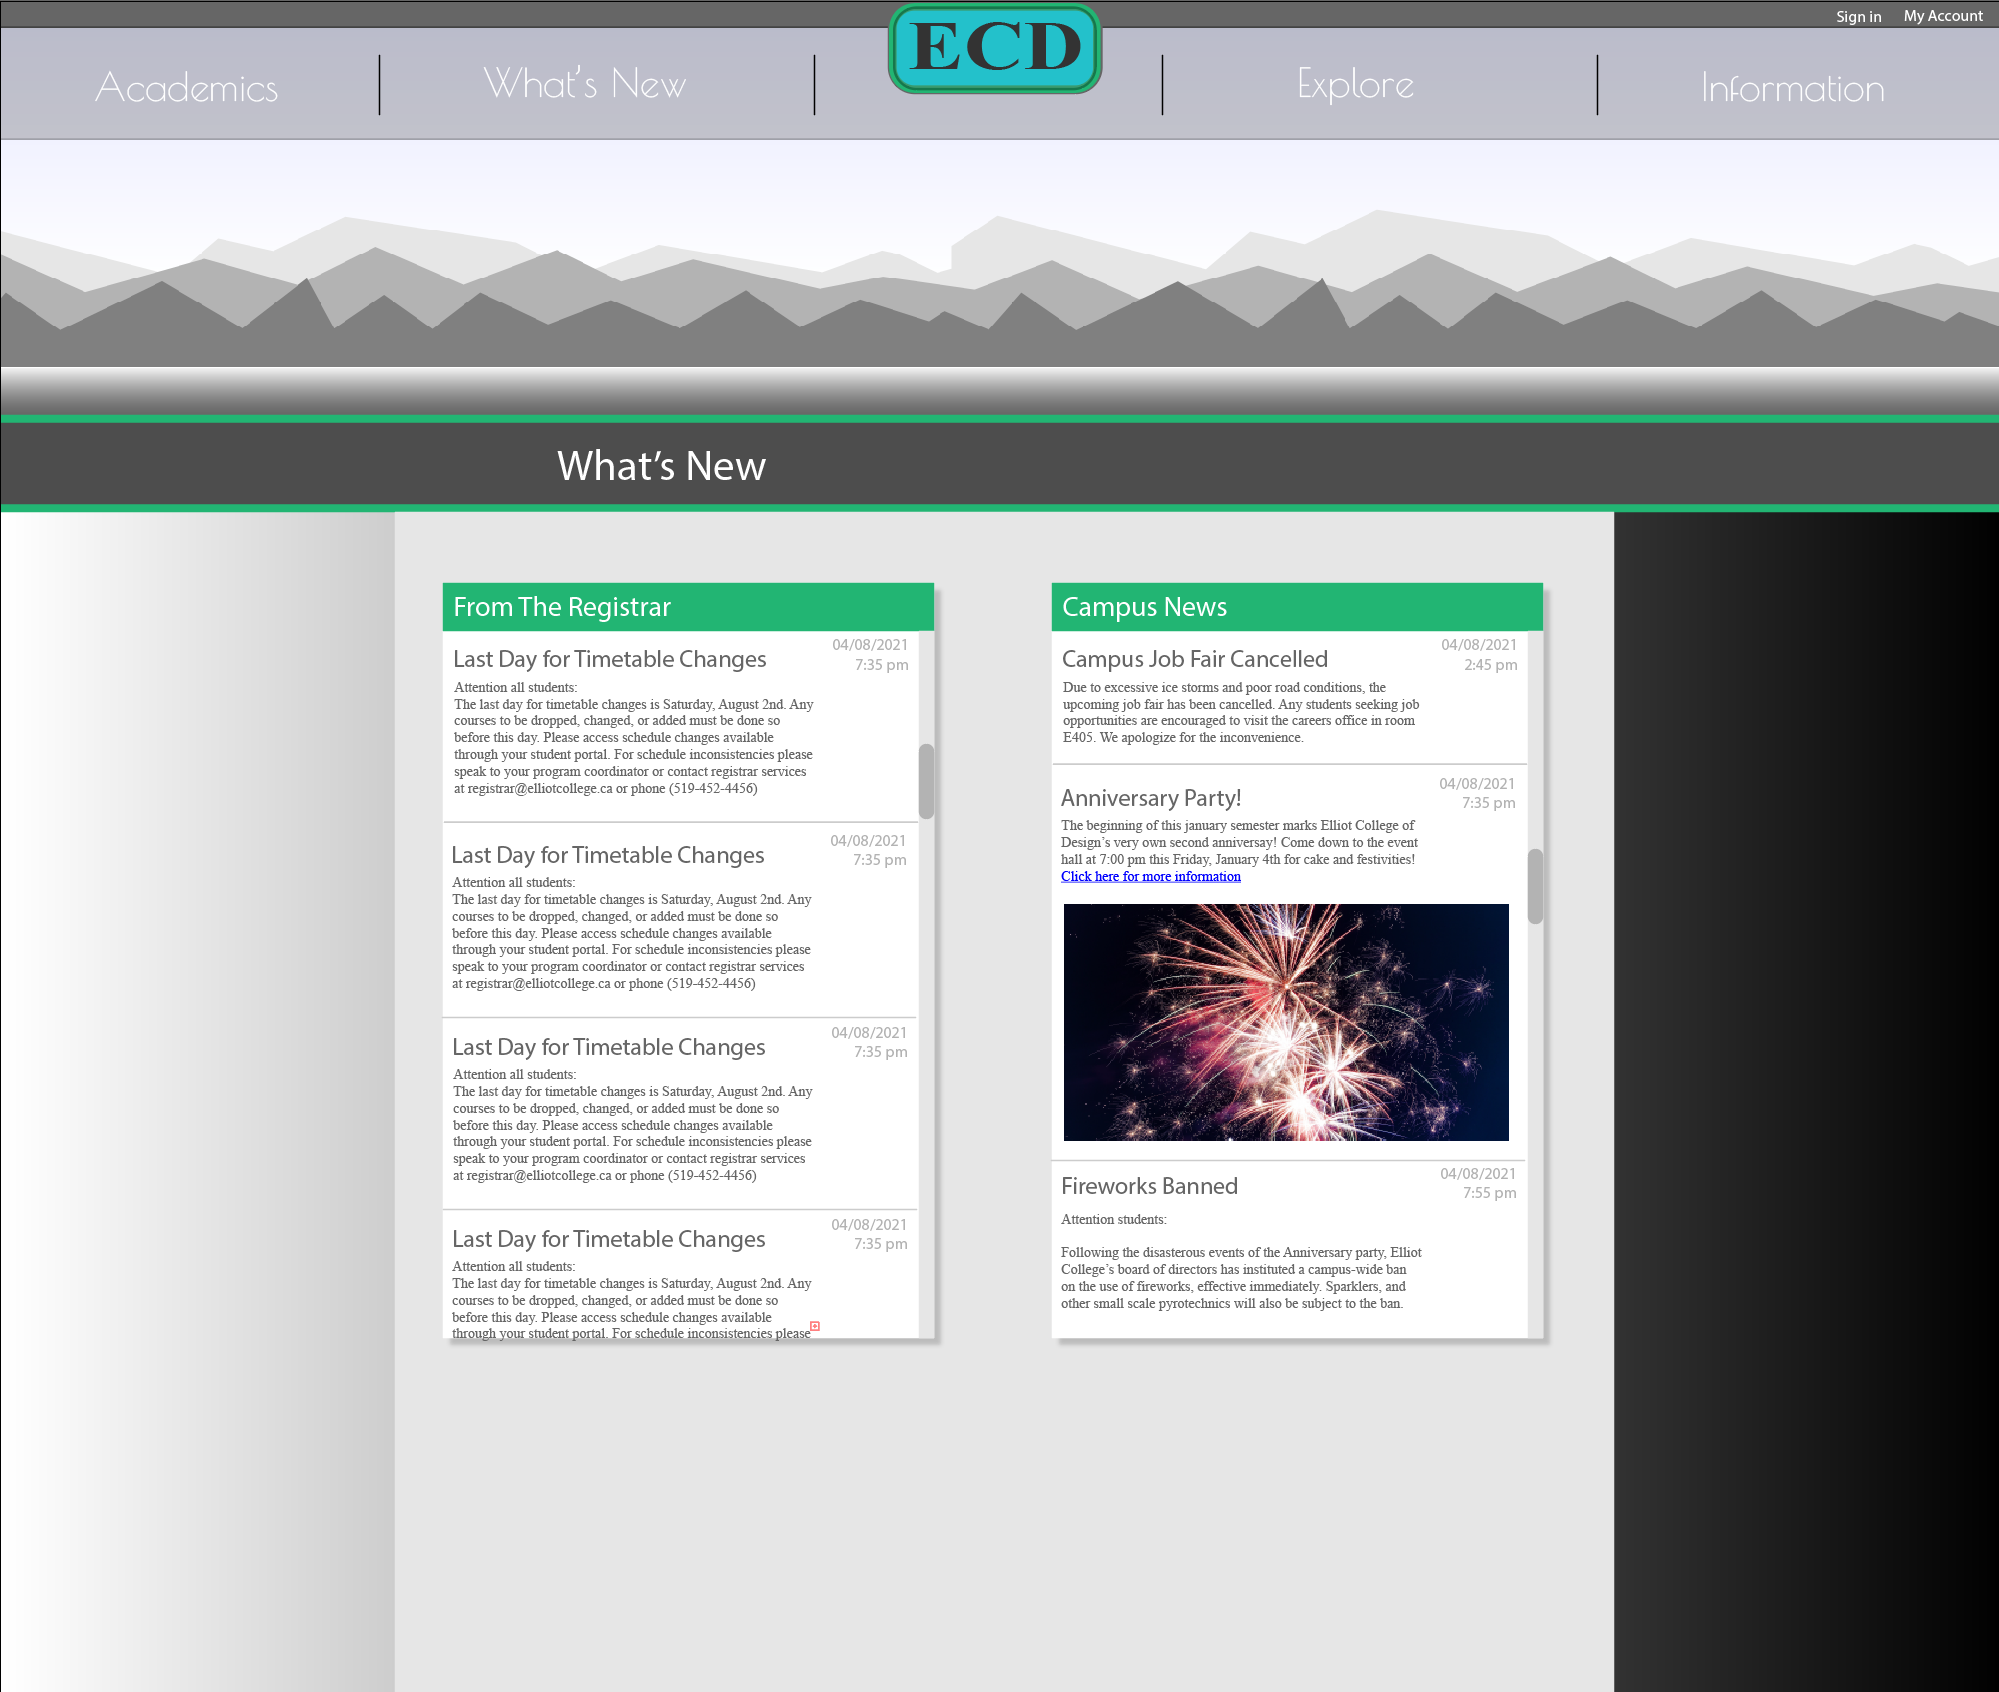 Sign in My Account
ECD
Academics What's New Explore Information
What's New
From The Registrar
Last Day for Timetable Changes
04/08/2021
7:35 pm
Attention all students:
The last day for timetable changes is Saturday, August 2nd. Any
courses to be dropped, changed, or added must be done so
before this day. Please access schedule changes available
through your student portal. For schedule inconsistencies please
speak to your program coordinator or contact registrar services
at registrar@elliotcollege.ca or phone (519-452-4456)
Last Day for Timetable Changes
04/08/2021
7:35 pm
Attention all students:
The last day for timetable changes is Saturday, August 2nd. Any
courses to be dropped, changed, or added must be done so
before this day. Please access schedule changes available
through your student portal. For schedule inconsistencies please
speak to your program coordinator or contact registrar services
at registrar@elliotcollege.ca or phone (519-452-4456)
Last Day for Timetable Changes
04/08/2021
7:35 pm
Attention all students:
The last day for timetable changes is Saturday, August 2nd. Any
courses to be dropped, changed, or added must be done so
before this day. Please access schedule changes available
through your student portal. For schedule inconsistencies please
speak to your program coordinator or contact registrar services
at registrar@elliotcollege.ca or phone (519-452-4456)
Last Day for Timetable Changes
04/08/2021
7:35 pm
Attention all students:
The last day for timetable changes is Saturday, August 2nd. Any
courses to be dropped, changed, or added must be done so
before this day. Please access schedule changes available
through your student portal. For schedule inconsistencies please
Campus News
Campus Job Fair Cancelled
04/08/2021
2:45 pm
Due to excessive ice storms and poor road conditions, the
upcoming job fair has been cancelled. Any students seeking job
opportunities are encouraged to visit the careers office in room
E405. We apologize for the inconvenience.
Anniversary Party!
04/08/2021
7:35 pm
The beginning of this january semester marks Elliot College of
Design's very own second anniversay! Come down to the event
hall at 7:00 pm this Friday, January 4th for cake and festivities!
Click here for more information
Fireworks Banned
04/08/2021
7:55 pm
Attention students:
Following the disasterous events of the Anniversary party, Elliot
College's board of directors has instituted a campus-wide ban
on the use of fireworks, effective immediately. Sparklers, and
other small scale pyrotechnics will also be subject to the ban.